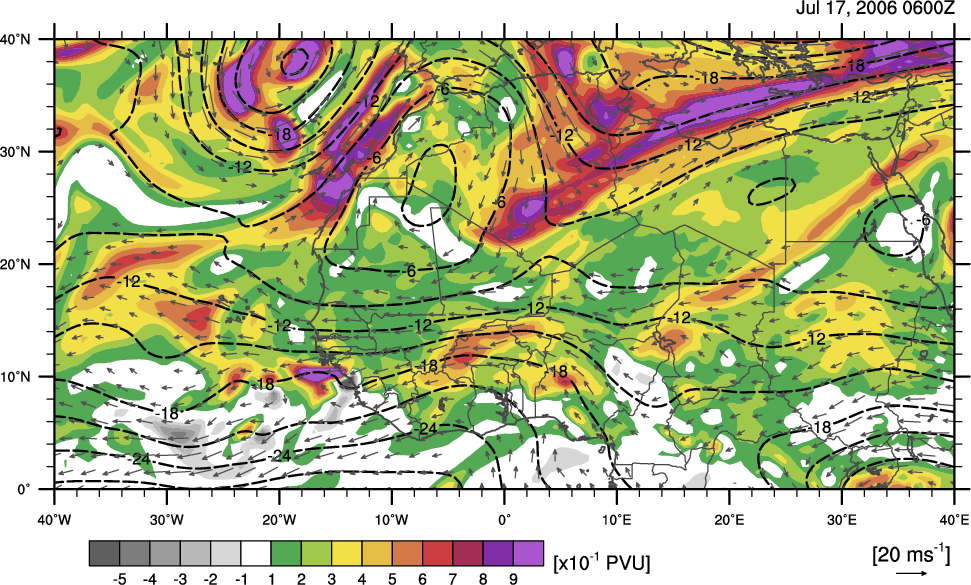 Jul 17, 2006 0600Z
40°N
-18 -18
-12 -6 12
18 -12 -12
30°N
-12 -6
-6 -6 -6
20°N
-6
-12 -12
-12 -12 -12 -12
-18 -18
10°N
18
-18 -18
-24
-24 -24
0°
40°W 30°W 20°W 10°W 0° 10°E 20°E 30°E 40°E
-5 -4 -3 -2 -1 1 2 3 4 5 6 7 8 9 [x10⁻¹ PVU]
[20 ms⁻¹]